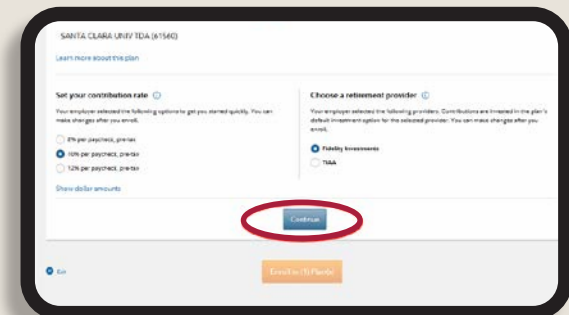 SANTA CLARA UNIV TDA (61560)
Learn more about this plan
Set your contribution rate
Your employer selected the following options to get you started quickly. You can
make changes after you enroll.
8% per paycheck, pre-tax
10% per paycheck, pre-tax
12% per paycheck, pre-tax
Show dollar amounts
Choose a retirement provider
Your employer selected the following providers. Contributions are invested in the plan's
default investment option for the selected provider. You can make changes after you
enroll.
Fidelity Investments
TIAA
Continue
Exit
Enroll in (1) Plan(s)